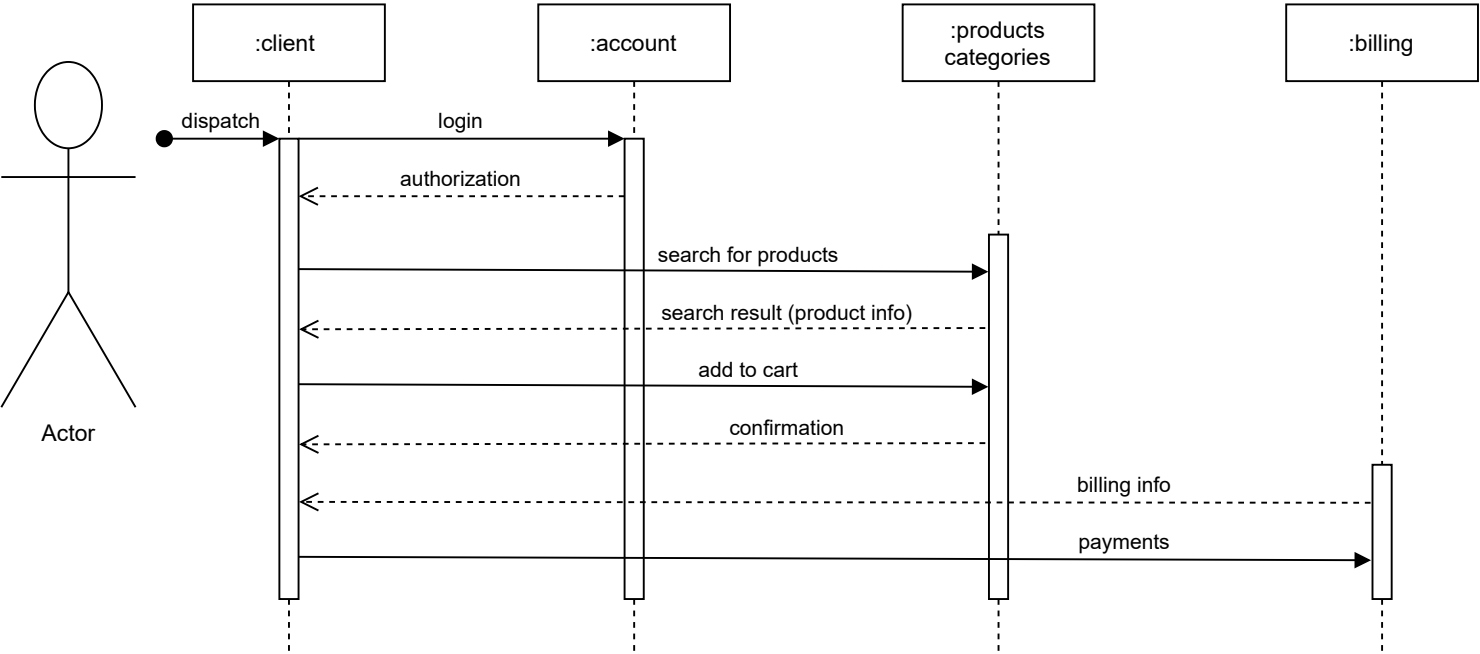 :client
:account
:products
categories
:billing
dispatch
login
authorization
search for products
search result (product info)
add to cart
confirmation
Actor
billing info
payments